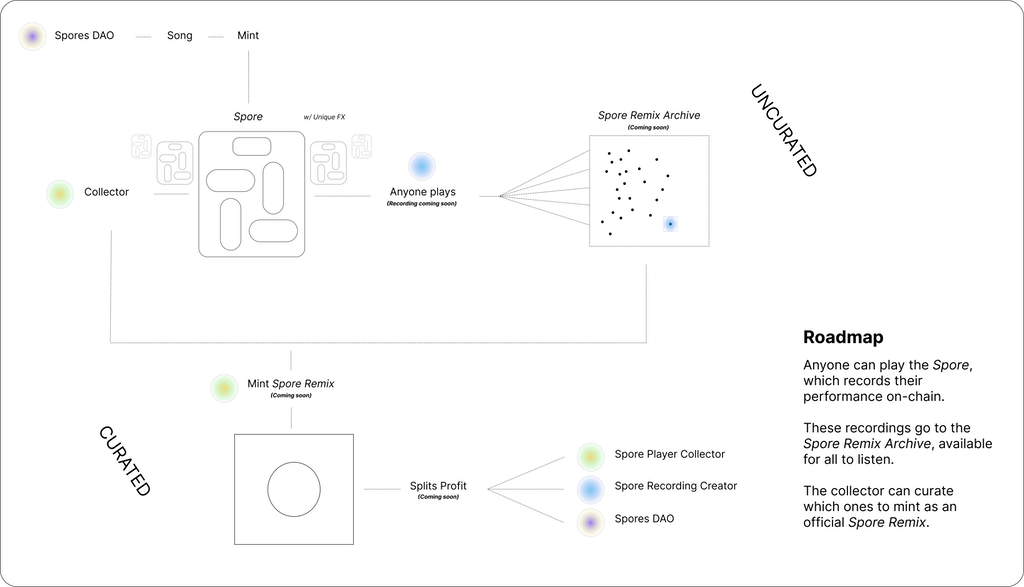 Spores DAO
Song
Mint
Spore
w/ Unique FX
Spore Remix Archive
(Coming soon)
UNCURATED
Collector
Anyone plays
(Recording coming soon)
Roadmap
Anyone can play the Spore,
which records their
performance on-chain.
These recordings go to the
Spore Remix Archive, available
for all to listen.
The collector can curate
which ones to mint as an
official Spore Remix.
Mint Spore Remix
(Coming soon)
CURATED
Splits Profit
(Coming soon)
Spore Player Collector
Spore Recording Creator
Spores DAO